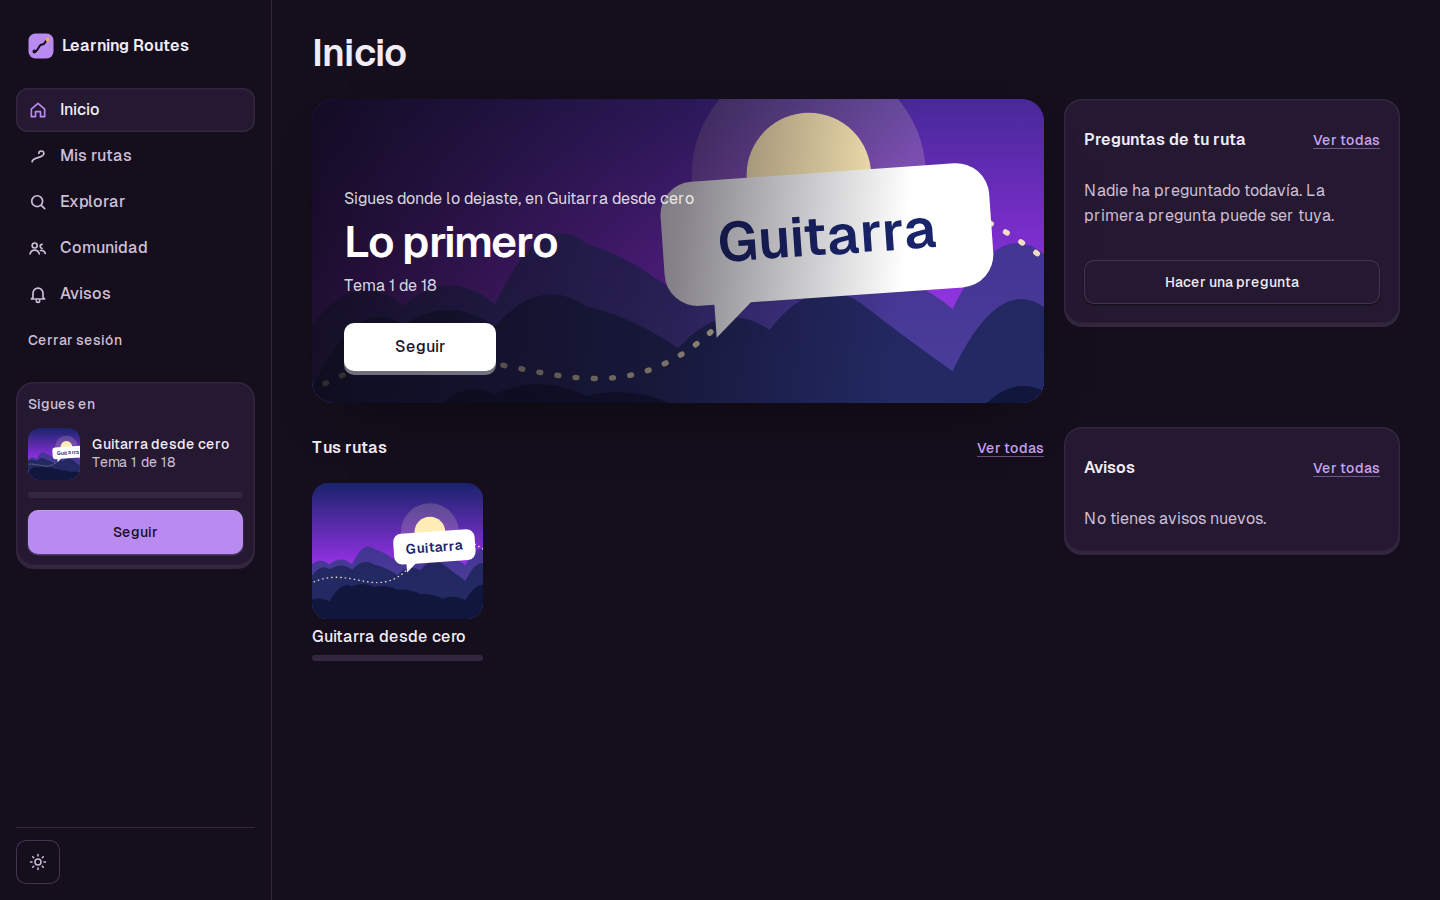 Learning Routes
Inicio
Mis rutas
Explorar
Comunidad
Avisos
Cerrar sesión
Sigues en
Guitarra
Guitarra desde cero
Tema 1 de 18
Seguir
Inicio
Sigues donde lo dejaste, en Guitarra desde cero
Lo primero
Tema 1 de 18
Seguir
Guitarra
Tus rutas
Ver todas
Guitarra
Guitarra desde cero
Preguntas de tu ruta
Ver todas
Nadie ha preguntado todavía. La
primera pregunta puede ser tuya.
Hacer una pregunta
Avisos
Ver todas
No tienes avisos nuevos.